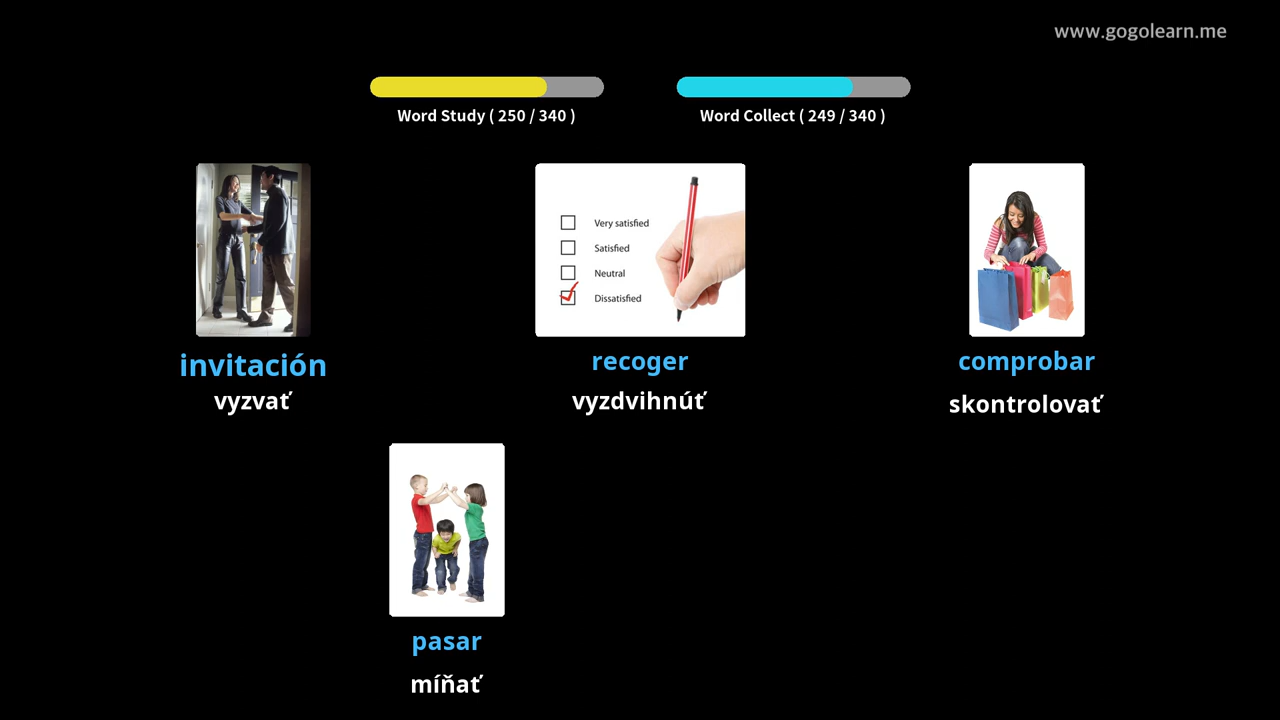 www.gogolearn.me
Word Study ( 250 / 340 )
Word Collect ( 249 / 340 )
Very satisfied
Satisfied
Neutral
Dissatisfied
invitación
recoger
comprobar
vyzvať
vyzdvihnúť
skontrolovať
pasar
míňať